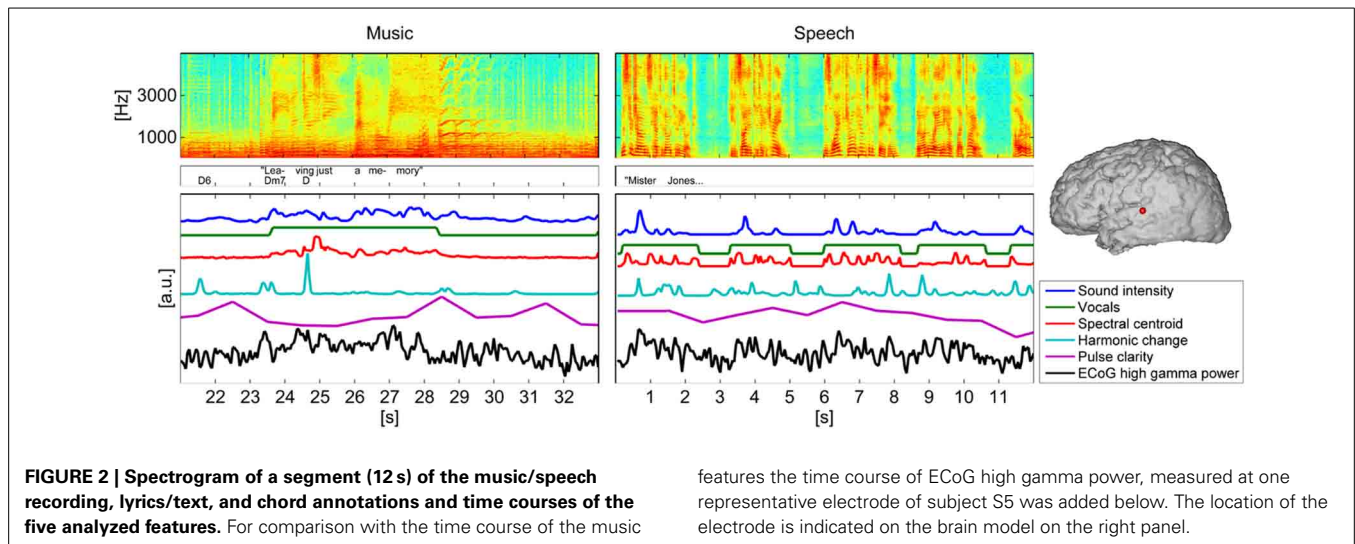 Music
Speech
[Hz]
3000
1000
"Lea- ving just a me- mory"
D6 Dm7, D
"Mister Jones...
[a.u.]
22 23 24 25 26 27 28 29 30 31 32
[s]
1 2 3 4 5 6 7 8 9 10 11
[s]
Sound intensity
Vocals
Spectral centroid
Harmonic change
Pulse clarity
ECoG high gamma power
FIGURE 2 | Spectrogram of a segment (12 s) of the music/speech
recording, lyrics/text, and chord annotations and time courses of the
five analyzed features. For comparison with the time course of the music
features the time course of ECoG high gamma power, measured at one
representative electrode of subject S5 was added below. The location of the
electrode is indicated on the brain model on the right panel.